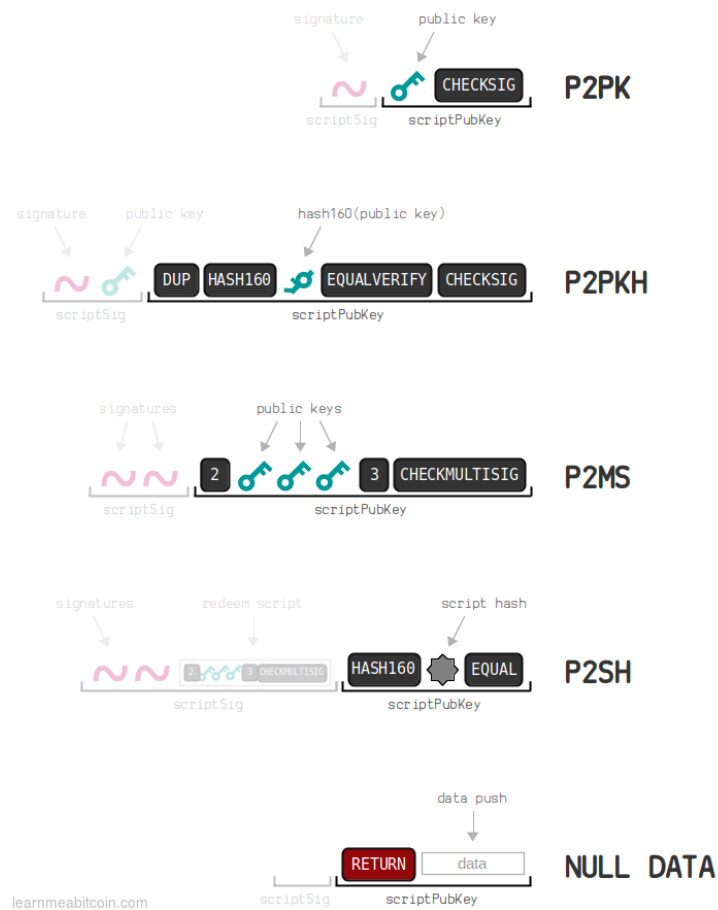 signature public key
CHECKSIG P2PK
scriptSig scriptPubKey
signature public key hash160(public key)
DUP HASH160 EQUALVERIFY CHECKSIG P2PKH
scriptSig scriptPubKey
signatures public keys
2 3 CHECKMULTISIG P2MS
scriptSig scriptPubKey
signatures redeem script script hash
2 3 CHECKMULTISIG HASH160 EQUAL P2SH
scriptSig scriptPubKey
data push
RETURN data NULL DATA
scriptSig scriptPubKey
learnmeabitcoin.com